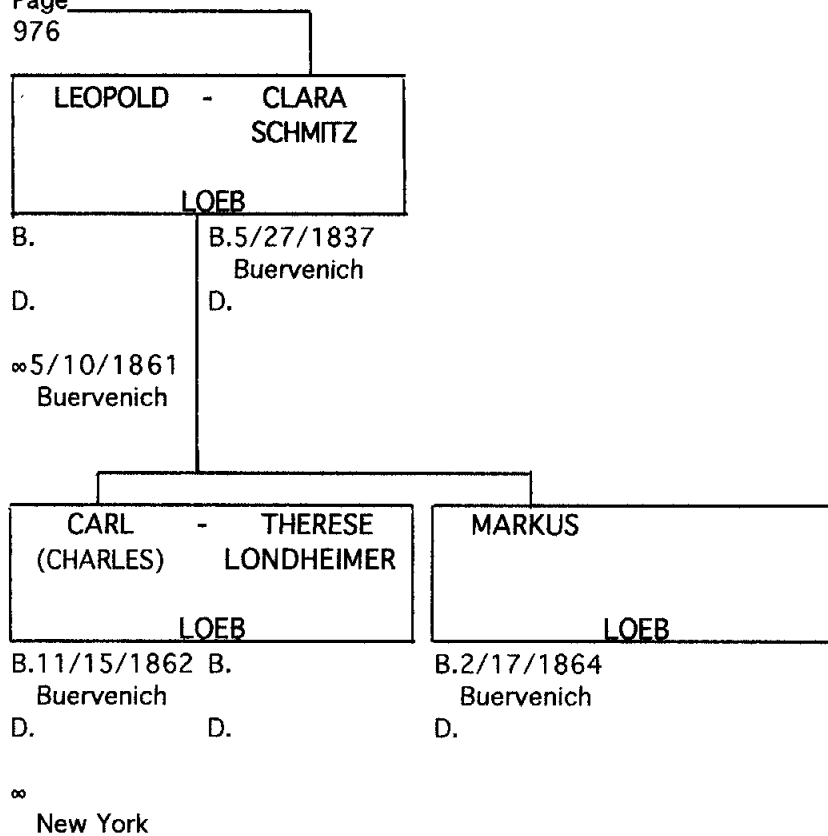 Page
976
LEOPOLD - CLARA
SCHMITZ
LOEB
B. B.5/27/1837
Buervenich
D. D.
∞5/10/1861
Buervenich
CARL - THERESE
(CHARLES) LONDHEIMER
LOEB
B.11/15/1862 B.
Buervenich
D. D.
∞
New York
MARKUS
LOEB
B.2/17/1864
Buervenich
D.